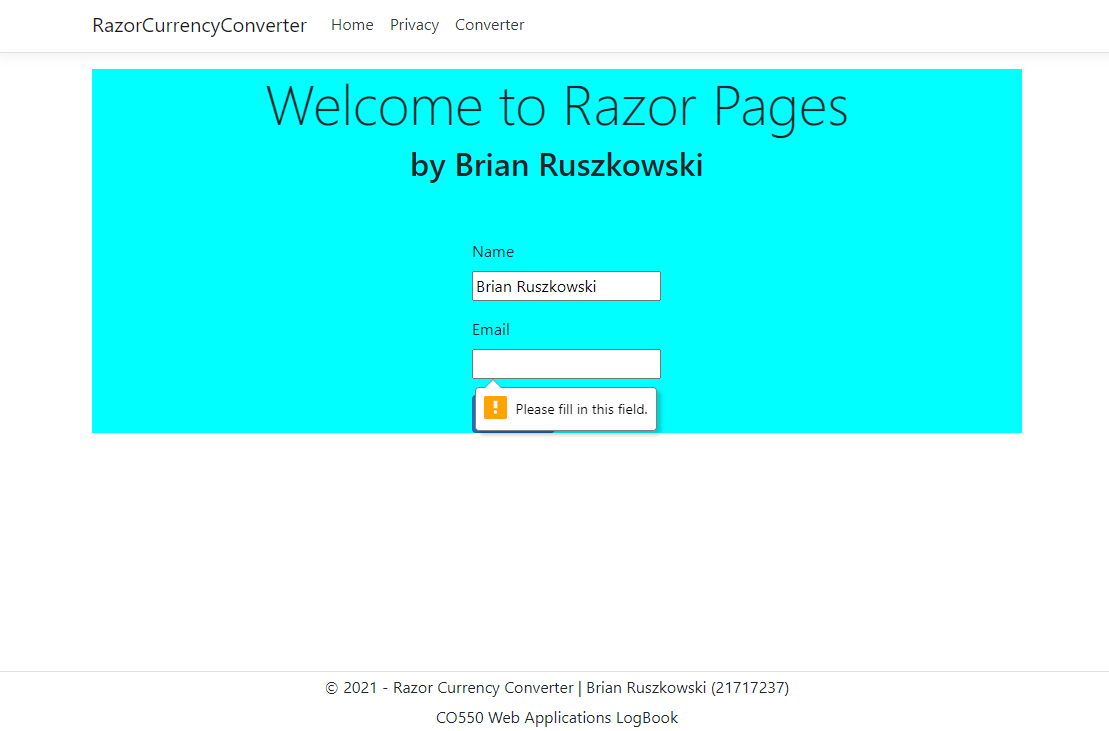 RazorCurrencyConverter Home Privacy Converter
Welcome to Razor Pages
by Brian Ruszkowski
Name
Brian Ruszkowski
Email
Please fill in this field.
© 2021 - Razor Currency Converter | Brian Ruszkowski (21717237)
CO550 Web Applications LogBook